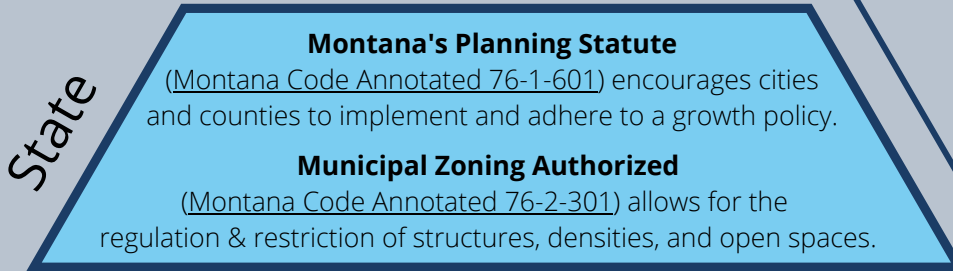 State
Montana's Planning Statute
(Montana Code Annotated 76-1-601) encourages cities
and counties to implement and adhere to a growth policy.
Municipal Zoning Authorized
(Montana Code Annotated 76-2-301) allows for the
regulation & restriction of structures, densities, and open spaces.